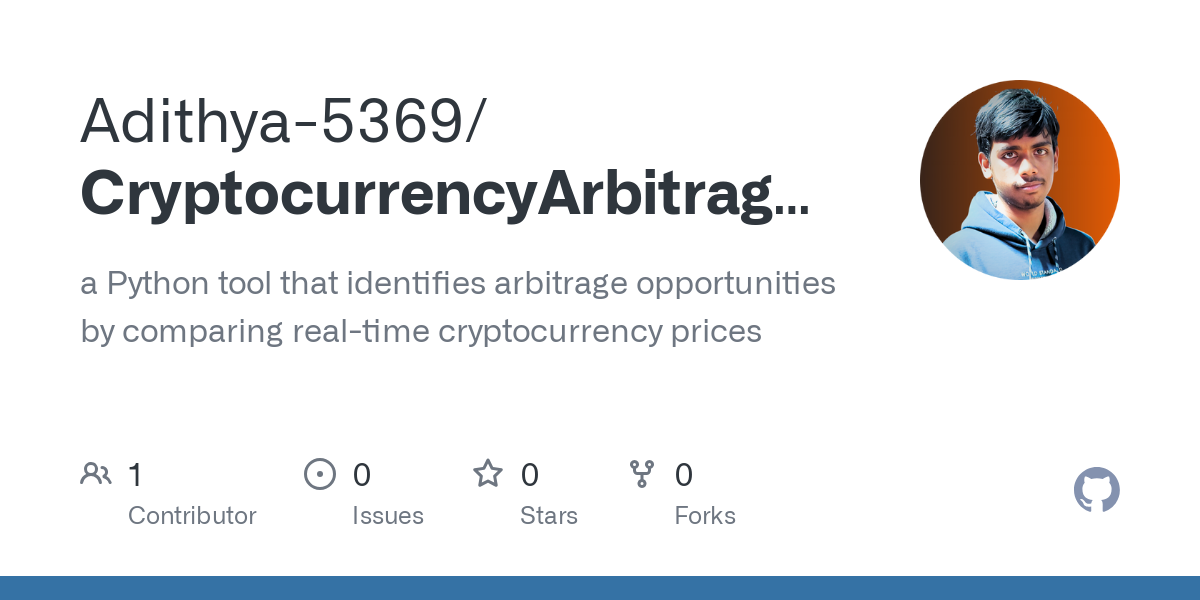 Adithya-5369/
CryptocurrencyArbitrag...
a Python tool that identifies arbitrage opportunities
by comparing real-time cryptocurrency prices
1 0 0 0
Contributor Issues Stars Forks